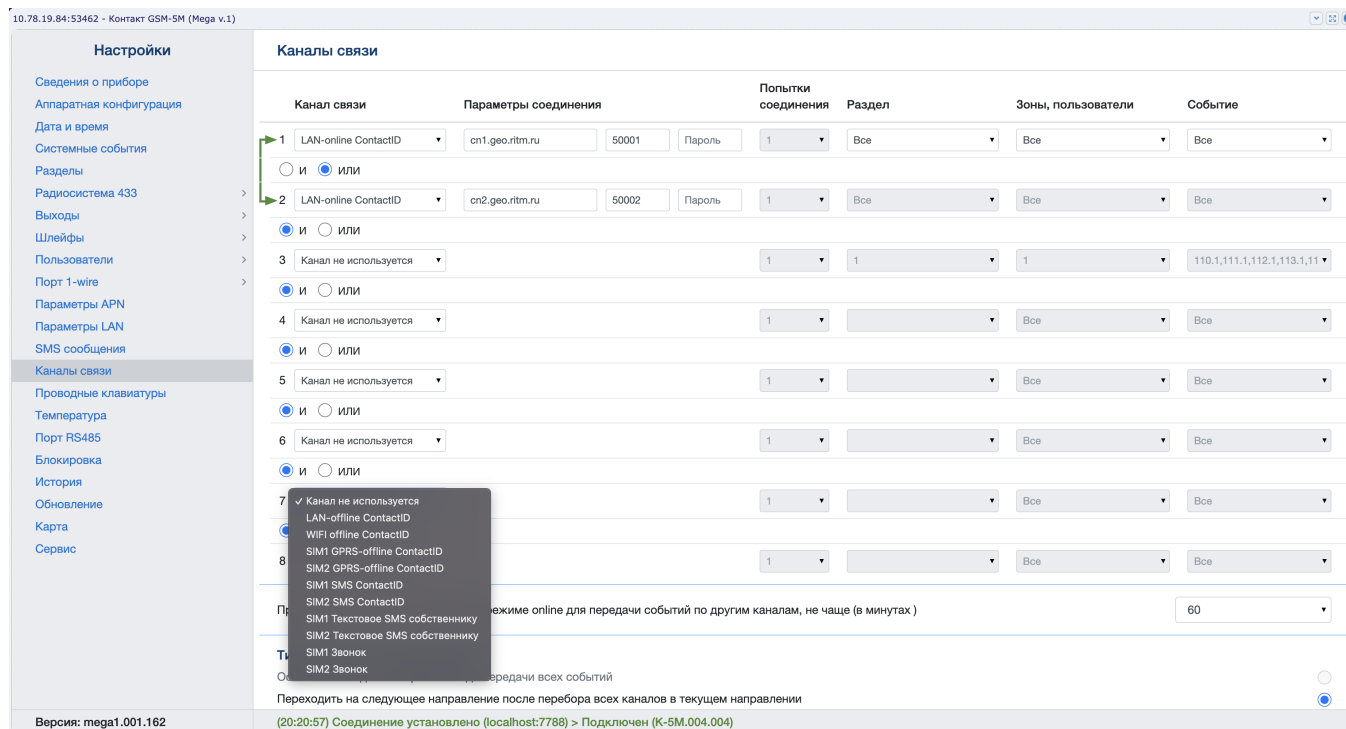 10.78.19.84:53462 - Контакт GSM-5M (Mega v.1)
Настройки
Сведения о приборе
Аппаратная конфигурация
Дата и время
Системные события
Разделы
Радиосистема 433
Выходы
Шлейфы
Пользователи
Порт 1-wire
Параметры APN
Параметры LAN
SMS сообщения
Каналы связи
Проводные клавиатуры
Температура
Порт RS485
Блокировка
История
Обновление
Карта
Сервис
Версия: mega1.001.162
Каналы связи
Канал связи Параметры соединения Попытки соединения Раздел Зоны, пользователи Событие
1 LAN-online ContactID cn1.geo.ritm.ru 50001 Пароль 1 Все Все Все
И ИЛИ
2 LAN-online ContactID cn2.geo.ritm.ru 50002 Пароль 1 Все Все Все
И ИЛИ
3 Канал не используется 1 1 1 110.1,111.1,112.1,113.1,11
И ИЛИ
4 Канал не используется 1 Все Все
И ИЛИ
5 Канал не используется 1 Все Все
И ИЛИ
6 Канал не используется 1 Все Все
И ИЛИ
7 ✓ Канал не используется 1 Все Все
LAN-offline ContactID
WIFI offline ContactID
SIM1 GPRS-offline ContactID
SIM2 GPRS-offline ContactID
SIM1 SMS ContactID
SIM2 SMS ContactID
SIM1 Текстовое SMS собственнику
SIM2 Текстовое SMS собственнику
SIM1 Звонок
SIM2 Звонок
8 1 Все Все
режиме online для передачи событий по другим каналам, не чаще (в минутах ) 60
передачи всех событий
Переходить на следующее направление после перебора всех каналов в текущем направлении
(20:20:57) Соединение установлено (localhost:7788) > Подключен (K-5M.004.004)